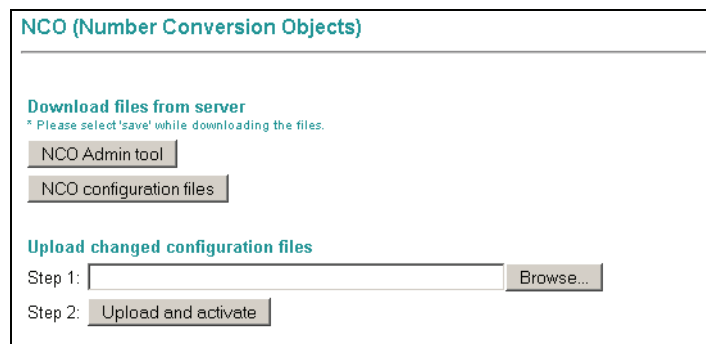 NCO (Number Conversion Objects)
Download files from server
* Please select 'save' while downloading the files.
NCO Admin tool
NCO configuration files
Upload changed configuration files
Step 1: Browse...
Step 2: Upload and activate